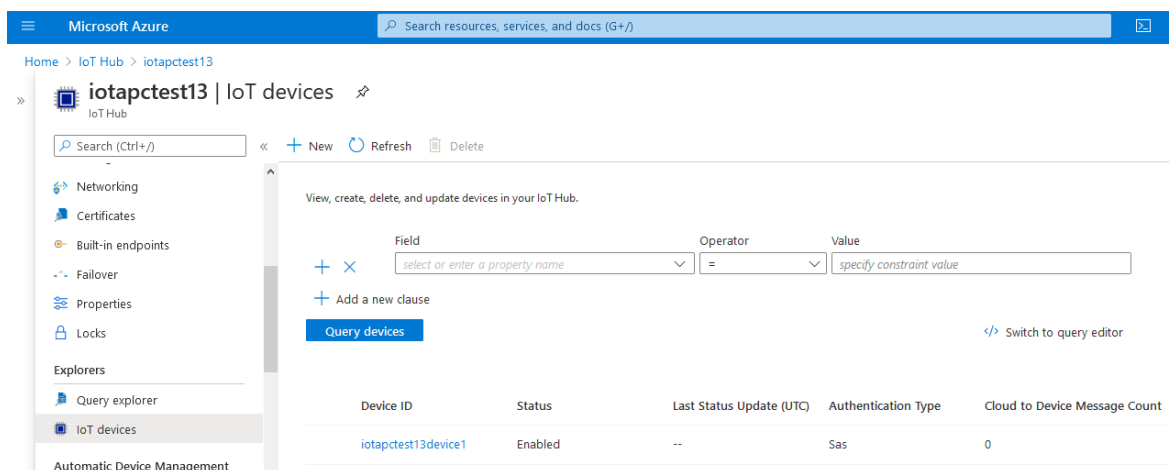 Microsoft Azure
Search resources, services, and docs (G+/)
Home > IoT Hub > iotapctest13
iotapctest13 | IoT devices
IoT Hub
Search (Ctrl+/)
«
New
Refresh
Delete
Networking
Certificates
Built-in endpoints
Failover
Properties
Locks
Explorers
Query explorer
IoT devices
Automatic Device Management
View, create, delete, and update devices in your IoT Hub.
Field Operator Value
select or enter a property name = specify constraint value
Add a new clause
Query devices
</> Switch to query editor
Device ID Status Last Status Update (UTC) Authentication Type Cloud to Device Message Count
iotapctest13device1 Enabled -- Sas 0